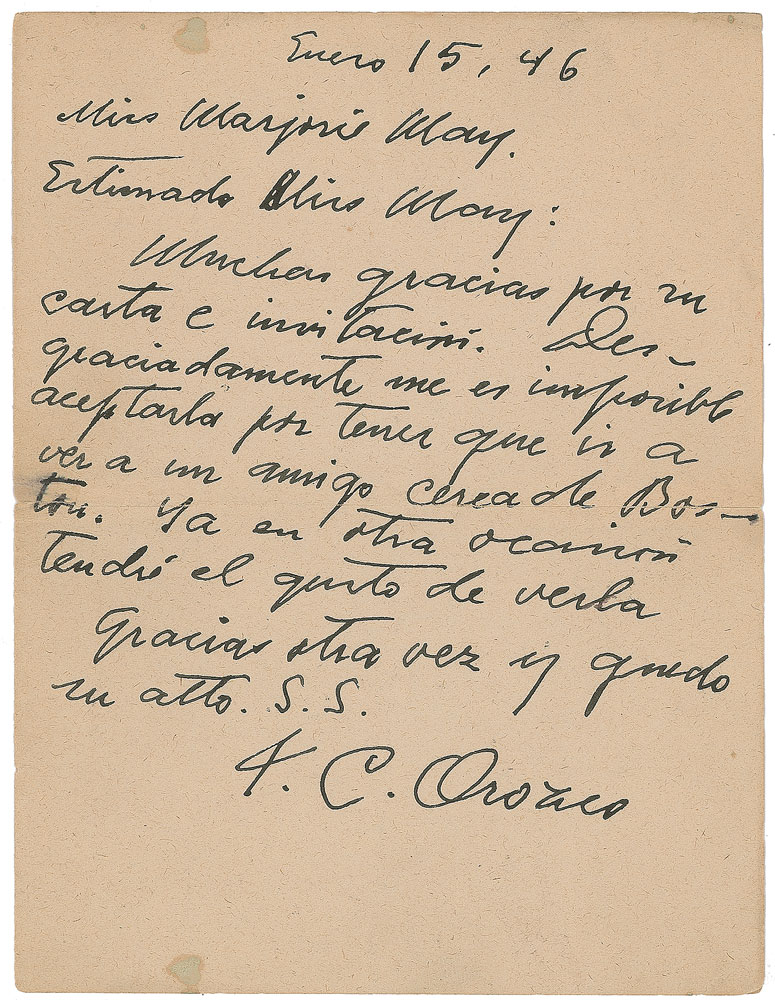 Enero 15, 46
Miss Marjorie May.
Estimado Miss May:
Muchas gracias por su
carta e invitación. Des-
graciadamente me es imposible
aceptarla por tener que ir a
ver a un amigo cerca de Bos-
ton. Ya en otra ocasión
tendré el gusto de verla
Gracias otra vez y quedo
su atto. S. S.
J. C. Orozco